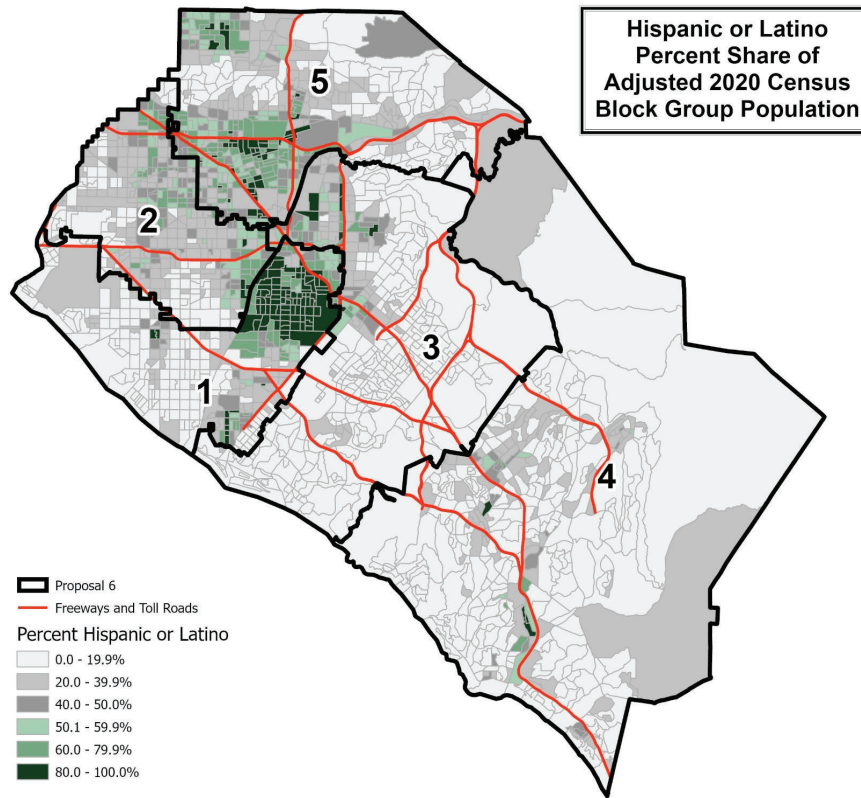 Hispanic or Latino
Percent Share of
Adjusted 2020 Census
Block Group Population
5
2
3
1
4
Proposal 6
Freeways and Toll Roads
Percent Hispanic or Latino
0.0 - 19.9%
20.0 - 39.9%
40.0 - 50.0%
50.1 - 59.9%
60.0 - 79.9%
80.0 - 100.0%